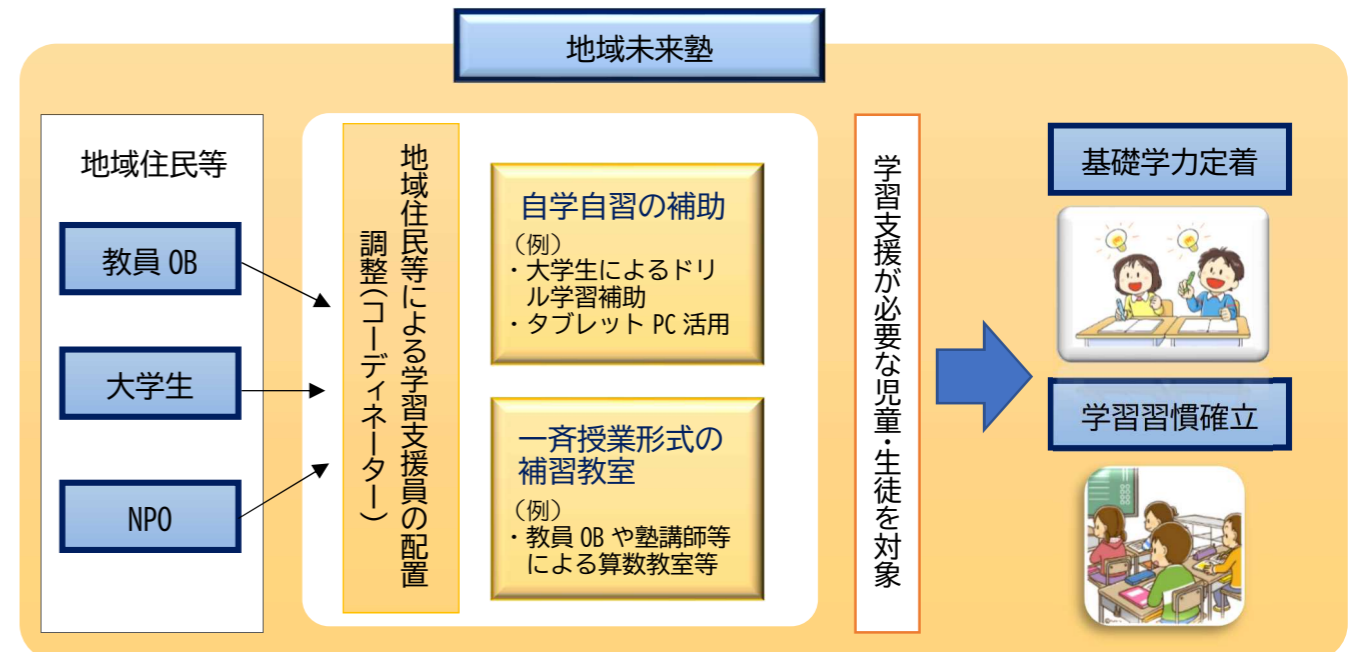 地域未来塾
地域住民等
教員 OB
大学生
NPO
地域住民等による学習支援員の配置
調整(コーディネーター)
自学自習の補助
（例）
・大学生によるドリ
ル学習補助
・タブレット PC 活用
一斉授業形式の
補習教室
（例）
・教員 OB や塾講師等
による算数教室等
学習支援が必要な児童・生徒を対象
基礎学力定着
学習習慣確立